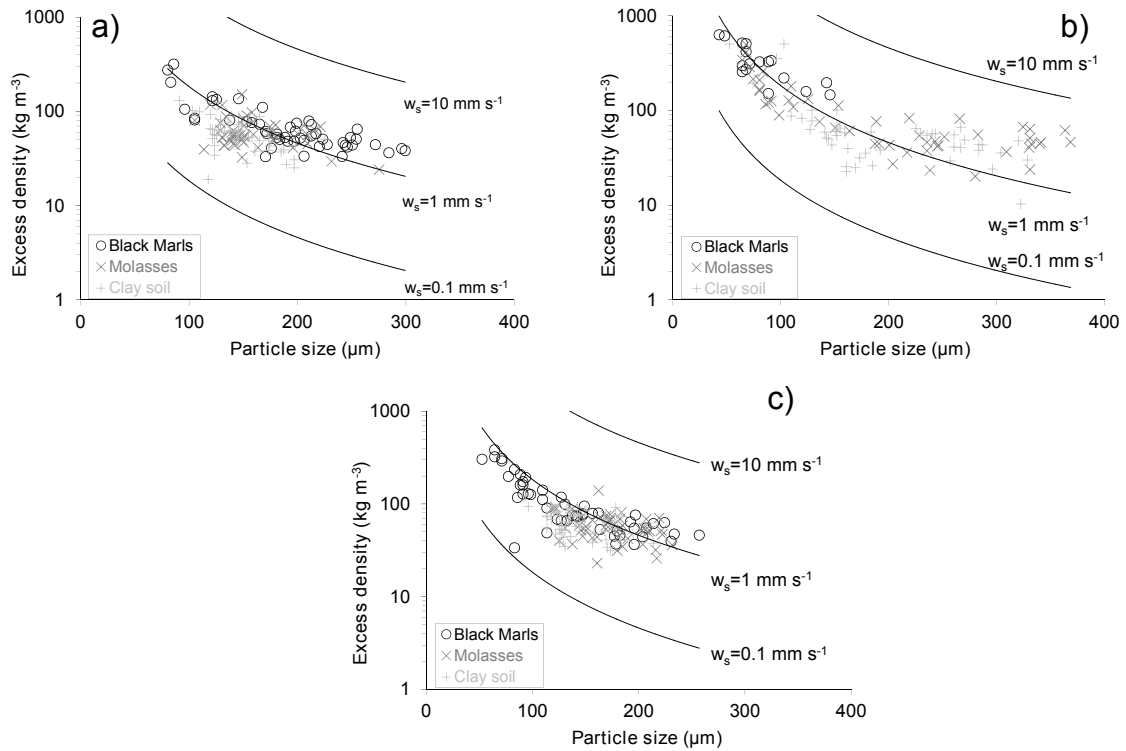 a)
Excess density (kg m-3)
1000
100
10
1
ws=10 mm s-1
ws=1 mm s-1
ws=0.1 mm s-1
Black Marls
Molasses
Clay soil
0 100 200 300 400
Particle size (µm)
b)
Excess density (kg m-3)
1000
100
10
1
ws=10 mm s-1
ws=1 mm s-1
ws=0.1 mm s-1
Black Marls
Molasses
Clay soil
0 100 200 300 400
Particle size (µm)
c)
Excess density (kg m-3)
1000
100
10
1
ws=10 mm s-1
ws=1 mm s-1
ws=0.1 mm s-1
Black Marls
Molasses
Clay soil
0 100 200 300 400
Particle size (µm)